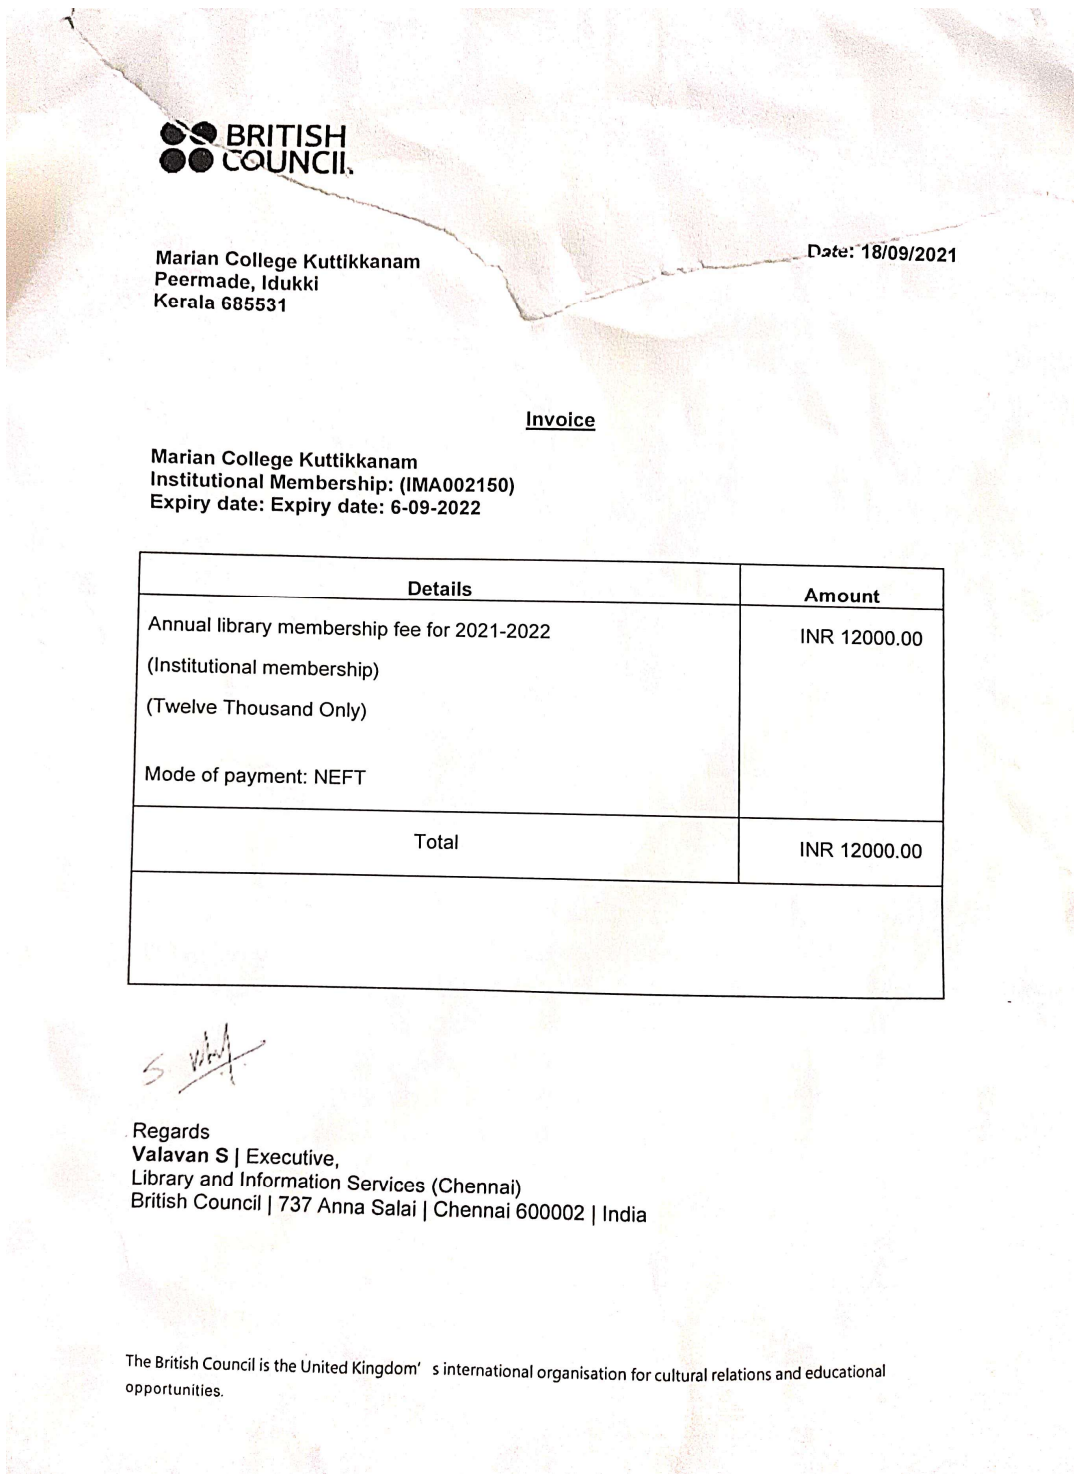 BRITISH
COUNCIL
Marian College Kuttikkanam
Peermade, Idukki
Kerala 685531
Date: 18/09/2021
Invoice
Marian College Kuttikkanam
Institutional Membership: (IMA002150)
Expiry date: Expiry date: 6-09-2022
Details
Amount
Annual library membership fee for 2021-2022
INR 12000.00
(Institutional membership)
(Twelve Thousand Only)
Mode of payment: NEFT
Total
INR 12000.00
S.
Regards
Valavan S | Executive,
Library and Information Services (Chennai)
British Council | 737 Anna Salai | Chennai 600002 | India
The British Council is the United Kingdom' s international organisation for cultural relations and educational
opportunities.